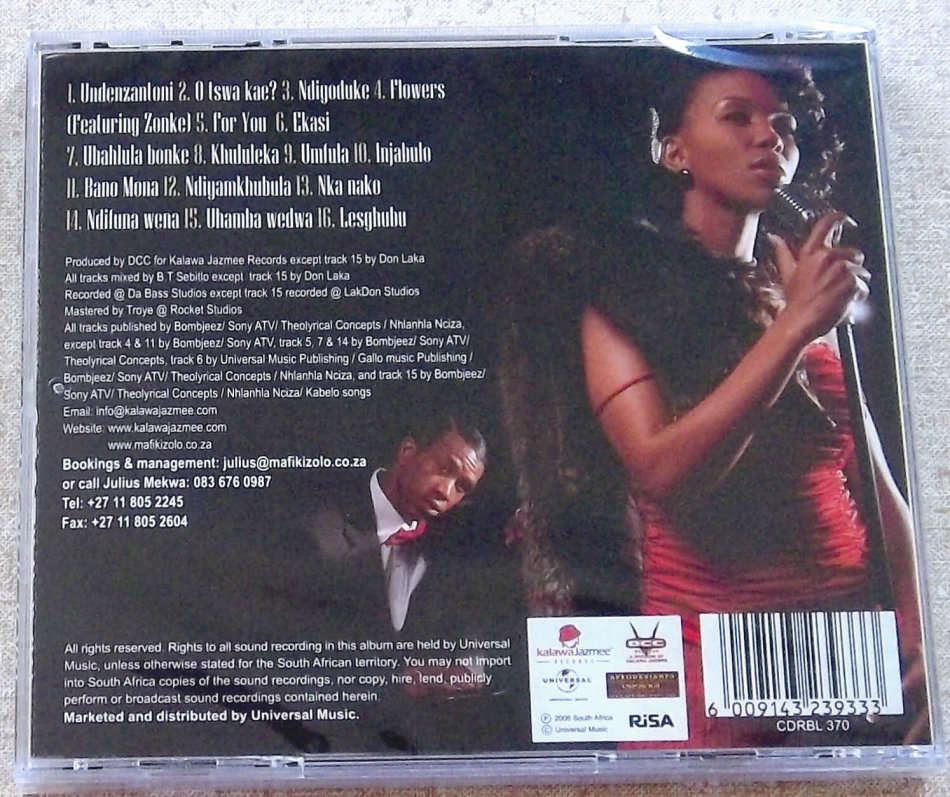 1. Undenzantoni 2. O tswa kae? 3. Ndigoduke 4. Flowers
(Featuring Zonke) 5. For You 6. Ekasi
7. Ubahlula bonke 8. Khululeka 9. Umfula 10. Injabulo
11. Bano Mona 12. Ndiyamkhubula 13. Nka nako
14. Ndifuna wena 15. Uhamba wedwa 16. Lesghubu
Produced by DCC for Kalawa Jazmee Records except track 15 by Don Laka
All tracks mixed by B.T Sebitlo except track 15 by Don Laka
Recorded @ Da Bass Studios except track 15 recorded @ LakDon Studios
Mastered by Troye @ Rocket Studios
All tracks published by Bombjeez/ Sony ATV/ Theolyrical Concepts / Nhlanhla Nciza,
except track 4 & 11 by Bombjeez/ Sony ATV, track 5, 7 & 14 by Bombjeez/ Sony ATV/
Theolyrical Concepts, track 6 by Universal Music Publishing / Gallo music Publishing /
Bombjeez/ Sony ATV/ Theolyrical Concepts / Nhlanhla Nciza, and track 15 by Bombjeez/
Sony ATV/ Theolyrical Concepts / Nhlanhla Nciza/ Kabelo songs
Email: info@kalawajazmee.com
Website: www.kalawajazmee.com
www.mafikizolo.co.za
Bookings & management: julius@mafikizolo.co.za
or call Julius Mekwa: 083 676 0987
Tel: +27 11 805 2245
Fax: +27 11 805 2604
All rights reserved. Rights to all sound recording in this album are held by Universal
Music, unless otherwise stated for the South African territory. You may not import
into South Africa copies of the sound recordings, nor copy, hire, lend, publicly
perform or broadcast sound recordings contained herein
Marketed and distributed by Universal Music.
kalawaJazmee
RECORDS
DCC
UNIVERSAL
Ⓟ 2006 South Africa
© Universal Music
RiSA
6 009143 239333
CDRBL 370